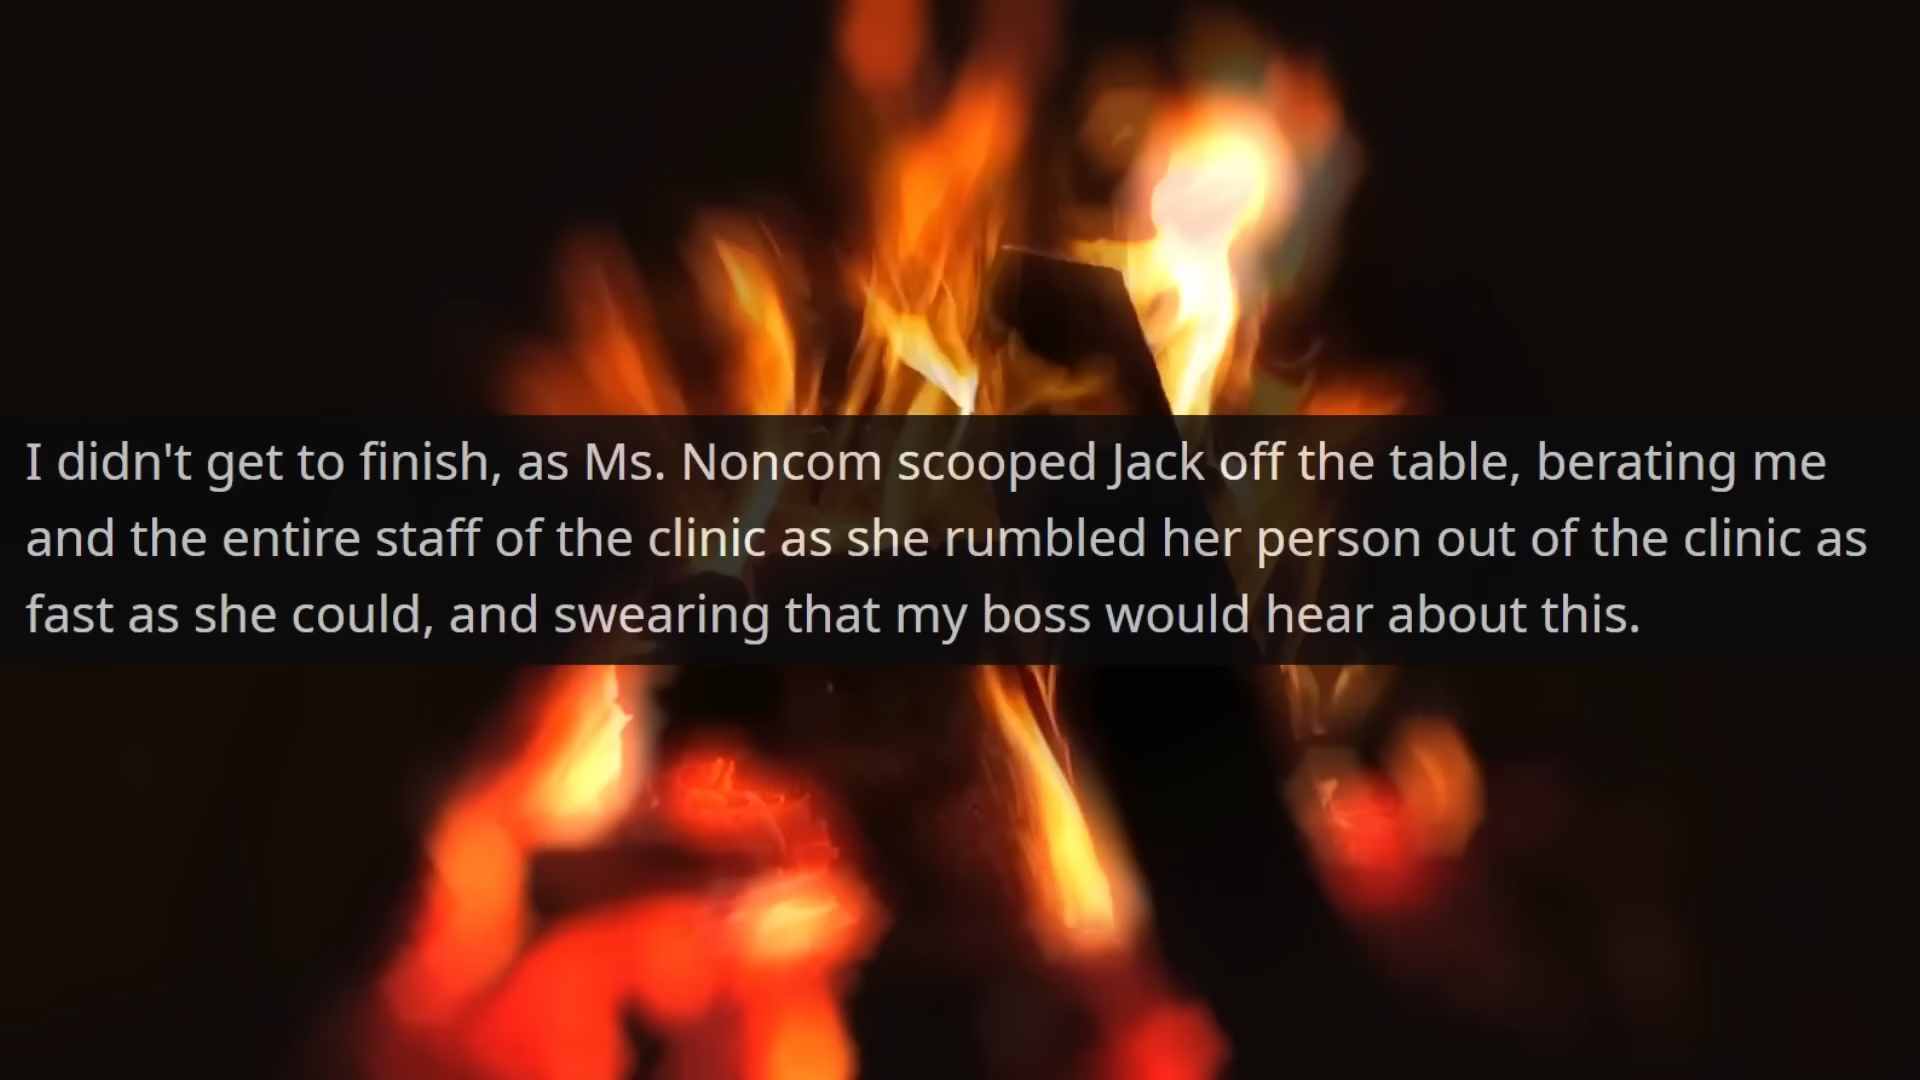 I didn't get to finish, as Ms. Noncom scooped Jack off the table, berating me
and the entire staff of the clinic as she rumbled her person out of the clinic as
fast as she could, and swearing that my boss would hear about this.